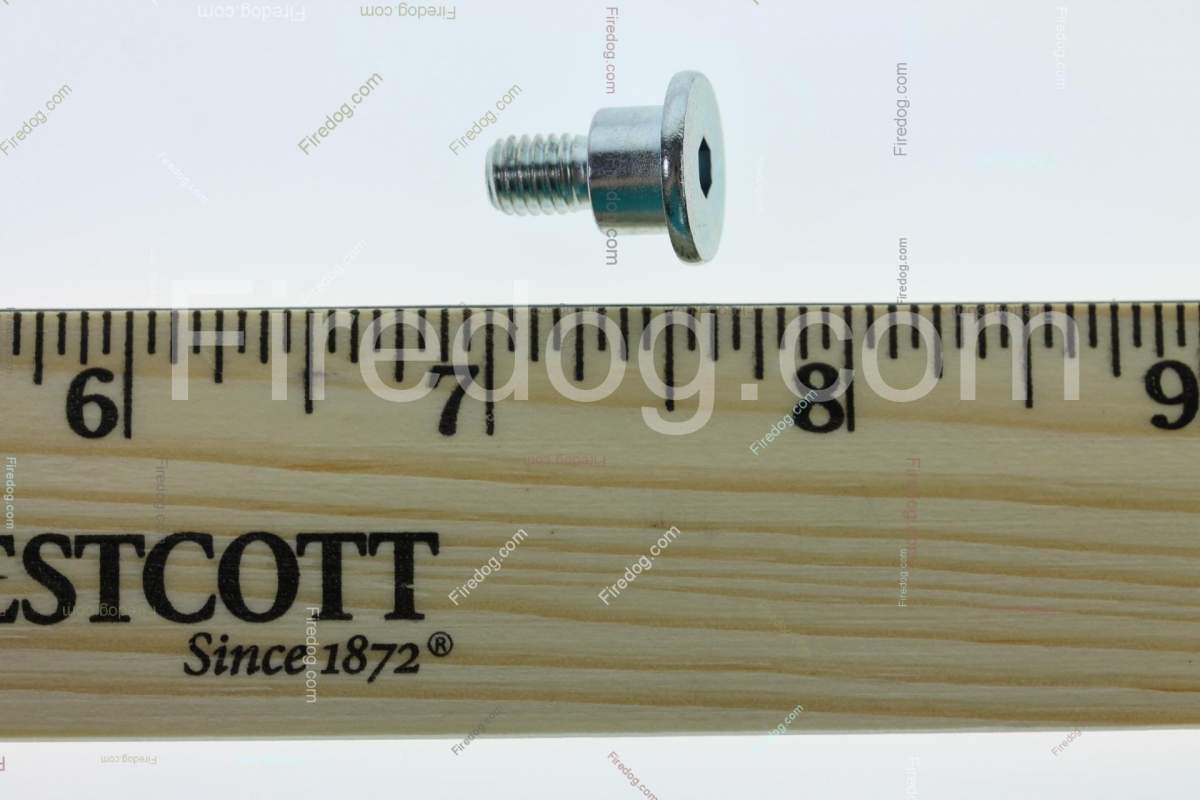 Firedog.com
6 7 8 9
ESTCOTT
Since 1872®